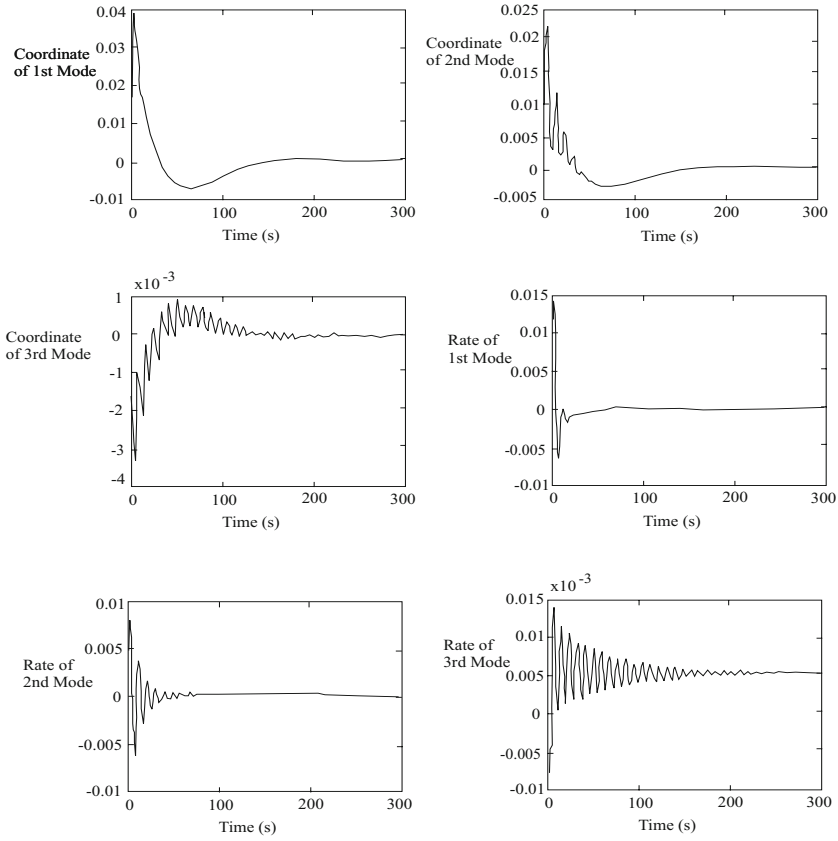 0.04
0.03
Coordinate
of 1st Mode
0.02
0.01
0
-0.01
0 100 200 300
Time (s)
0.025
0.02
Coordinate
of 2nd Mode
0.015
0.01
0.005
0
-0.005
0 100 200 300
Time (s)
x10 -3
1
Coordinate
of 3rd Mode
0
-1
-2
-3
-4
0 100 200 300
Time (s)
0.015
0.01
Rate of
1st Mode
0.005
0
-0.005
-0.01
0 100 200 300
Time (s)
0.01
0.005
Rate of
2nd Mode
0
-0.005
-0.01
0 100 200 300
Time (s)
x10 -3
0.015
0.01
Rate of
3rd Mode
0.005
0
-0.005
-0.01
0 100 200 300
Time (s)